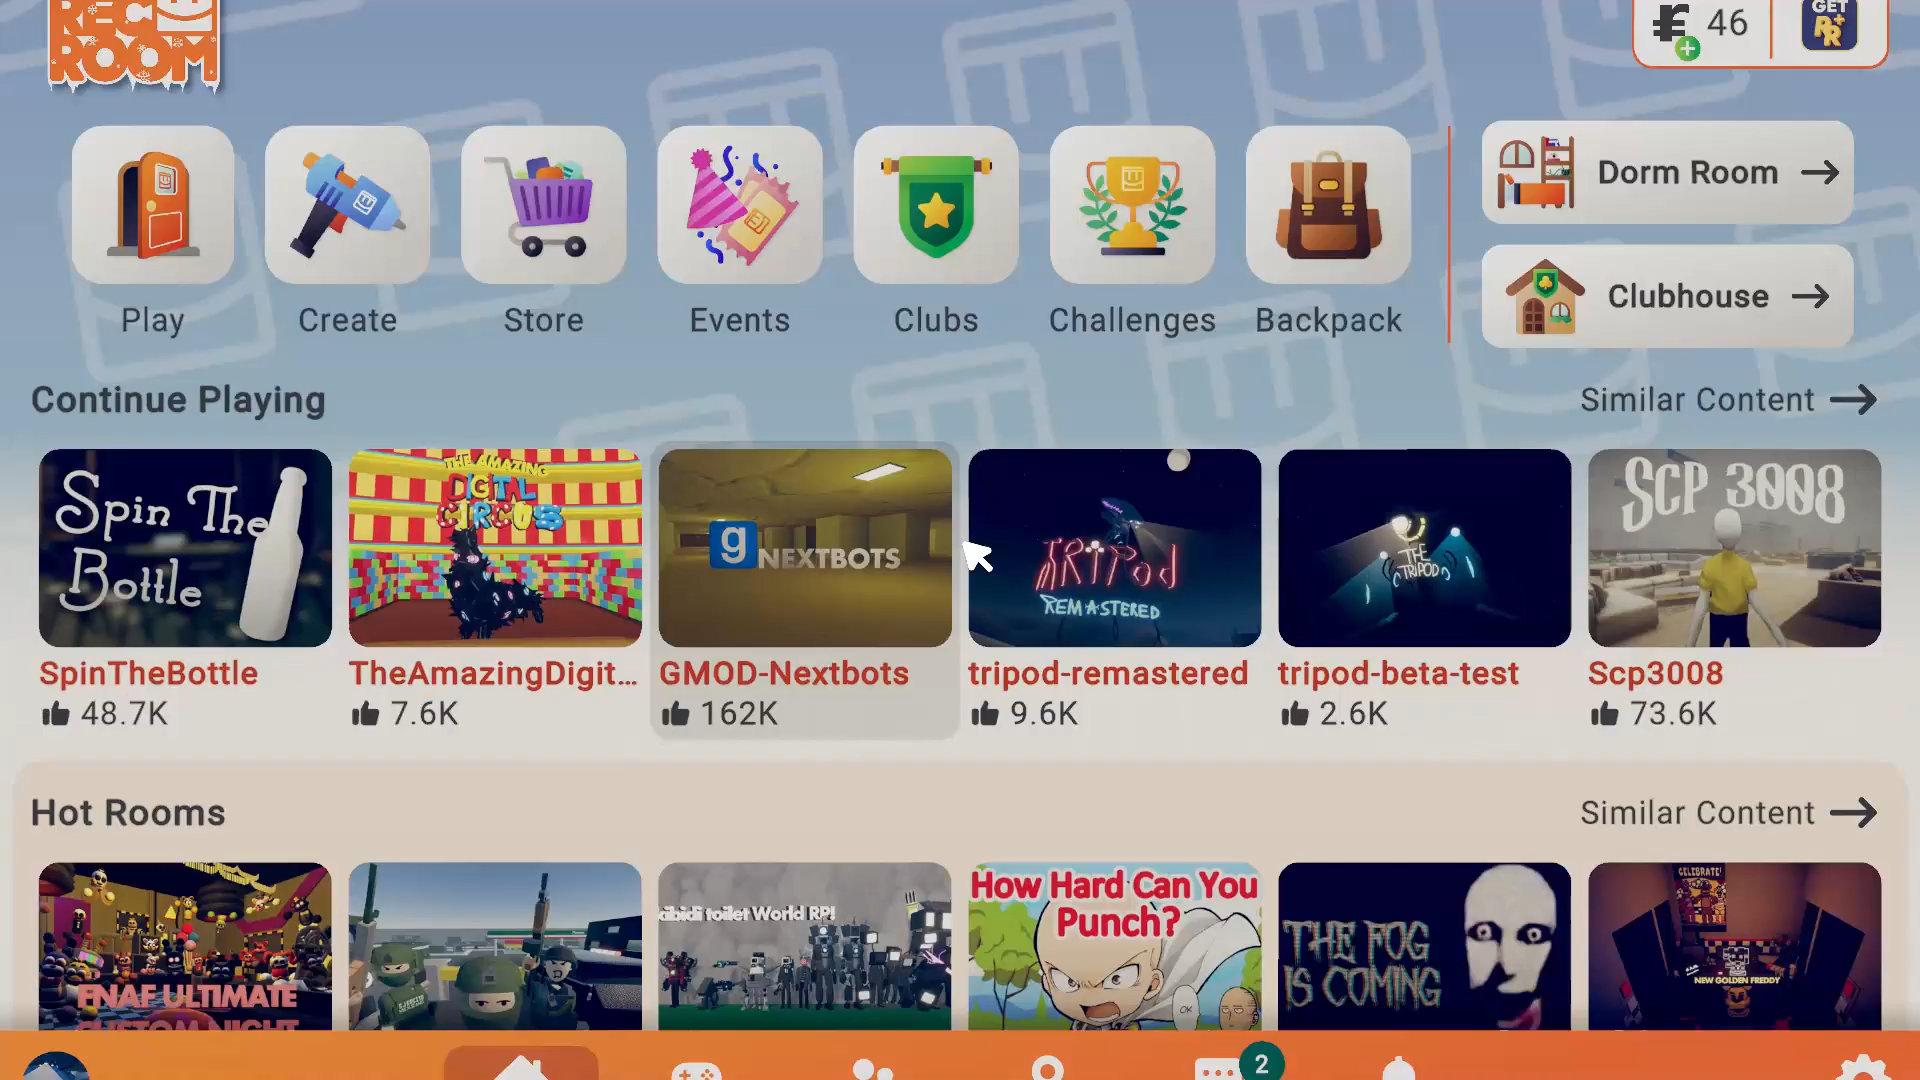 REC
ROOM
46
GET
R+R
Play
Create
Store
Events
Clubs
Challenges
Backpack
Dorm Room
Clubhouse
Continue Playing
Similar Content
Spin The
Bottle
THE AMAZING
DIGITAL
CIRCUS
g NEXTBOTS
TRIPOD
REMASTERED
THE
TRIPOD
SCP 3008
SpinTheBottle
TheAmazingDigit...
GMOD-Nextbots
tripod-remastered
tripod-beta-test
Scp3008
48.7K
7.6K
162K
9.6K
2.6K
73.6K
Hot Rooms
Similar Content
FNAF ULTIMATE
CUSTOM NIGHT
ibidi toilet World RP!
How Hard Can You
Punch?
OK
THE FOG
IS COMING
CELEBRATE!
NEW GOLDEN FREDDY
2